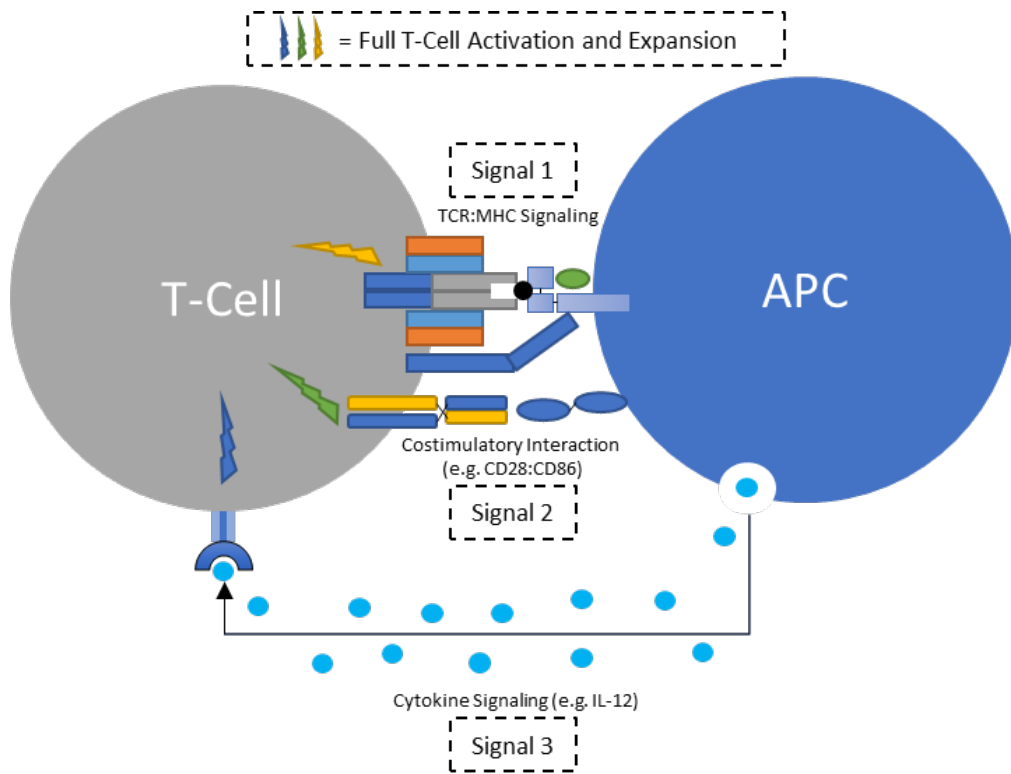 = Full T-Cell Activation and Expansion
Signal 1
TCR:MHC Signaling
T-Cell
APC
Costimulatory Interaction
(e.g. CD28:CD86)
Signal 2
Cytokine Signaling (e.g. IL-12)
Signal 3